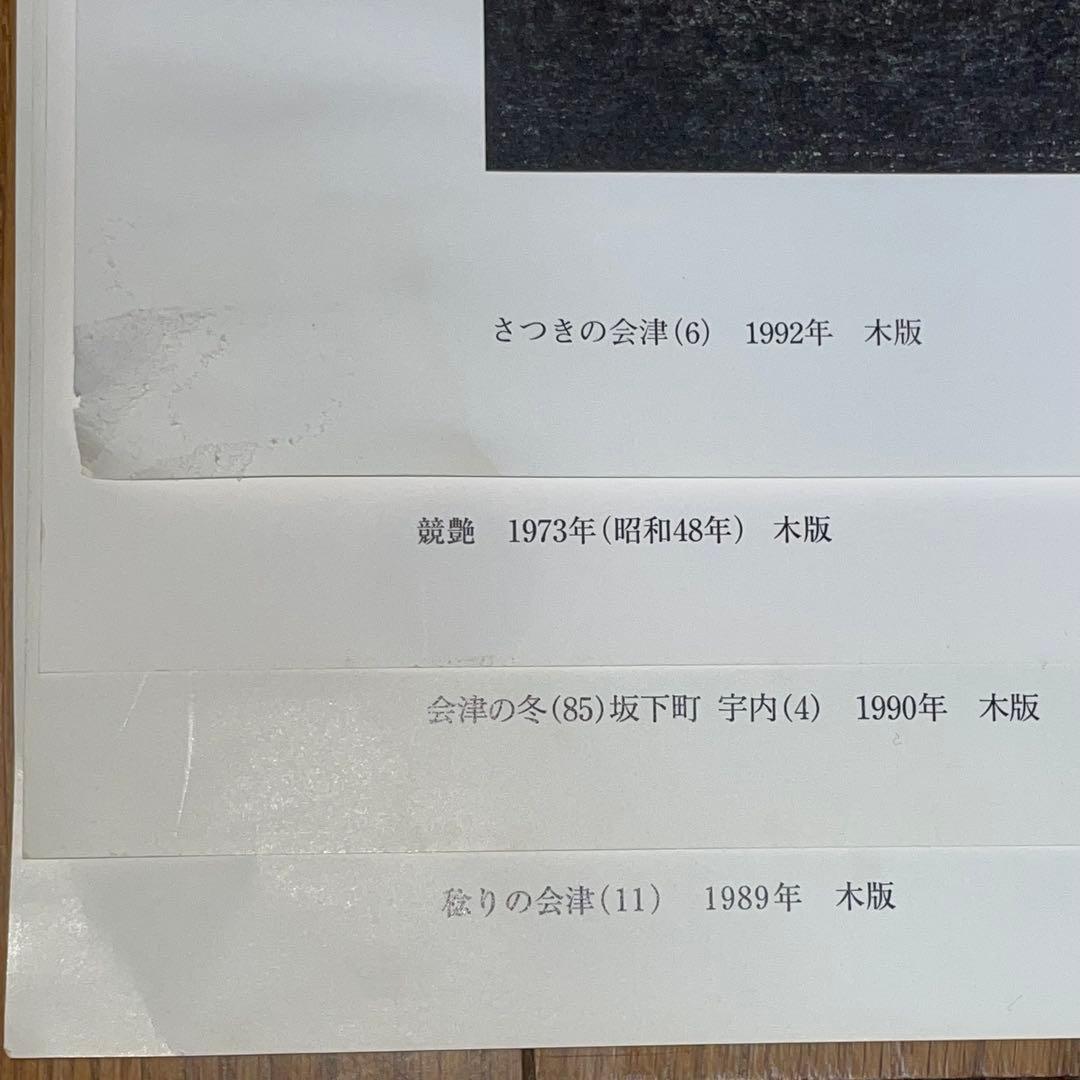 さつきの会津(6)　1992年　木版
競艶　1973年(昭和48年)　木版
会津の冬(85)坂下町 宇内(4)　1990年　木版
稔りの会津(11)　1989年　木版